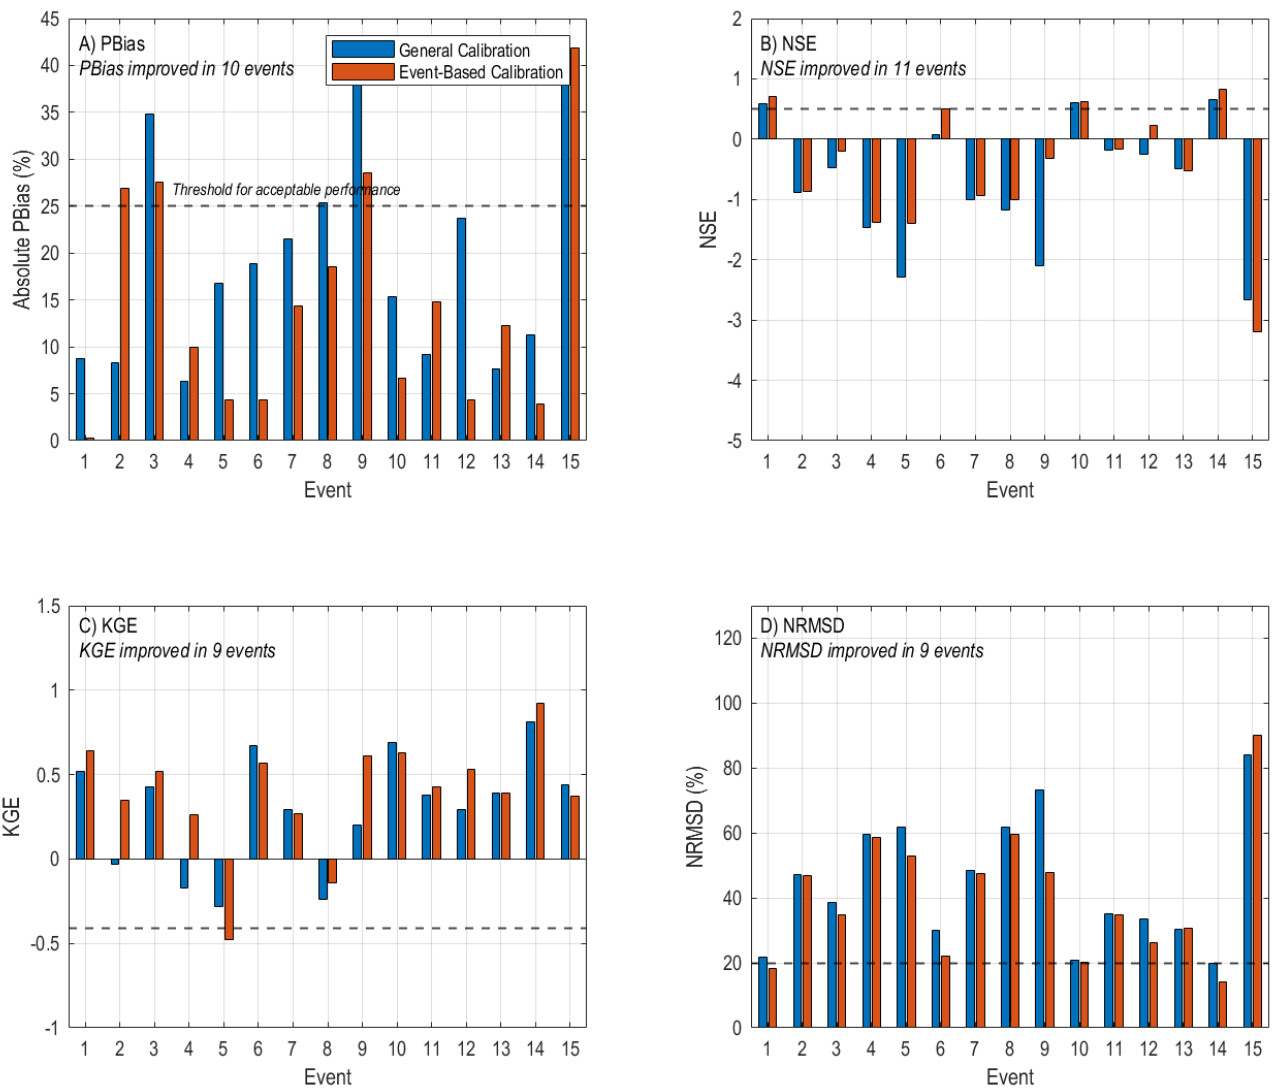 A) PBias
PBias improved in 10 events
General Calibration
Event-Based Calibration
Threshold for acceptable performance
Absolute PBias (%)
45
40
35
30
25
20
15
10
5
0
1 2 3 4 5 6 7 8 9 10 11 12 13 14 15
Event
B) NSE
NSE improved in 11 events
NSE
2
1
0
-1
-2
-3
-4
-5
1 2 3 4 5 6 7 8 9 10 11 12 13 14 15
Event
C) KGE
KGE improved in 9 events
KGE
1.5
1
0.5
0
-0.5
-1
1 2 3 4 5 6 7 8 9 10 11 12 13 14 15
Event
D) NRMSD
NRMSD improved in 9 events
NRMSD (%)
120
100
80
60
40
20
0
1 2 3 4 5 6 7 8 9 10 11 12 13 14 15
Event